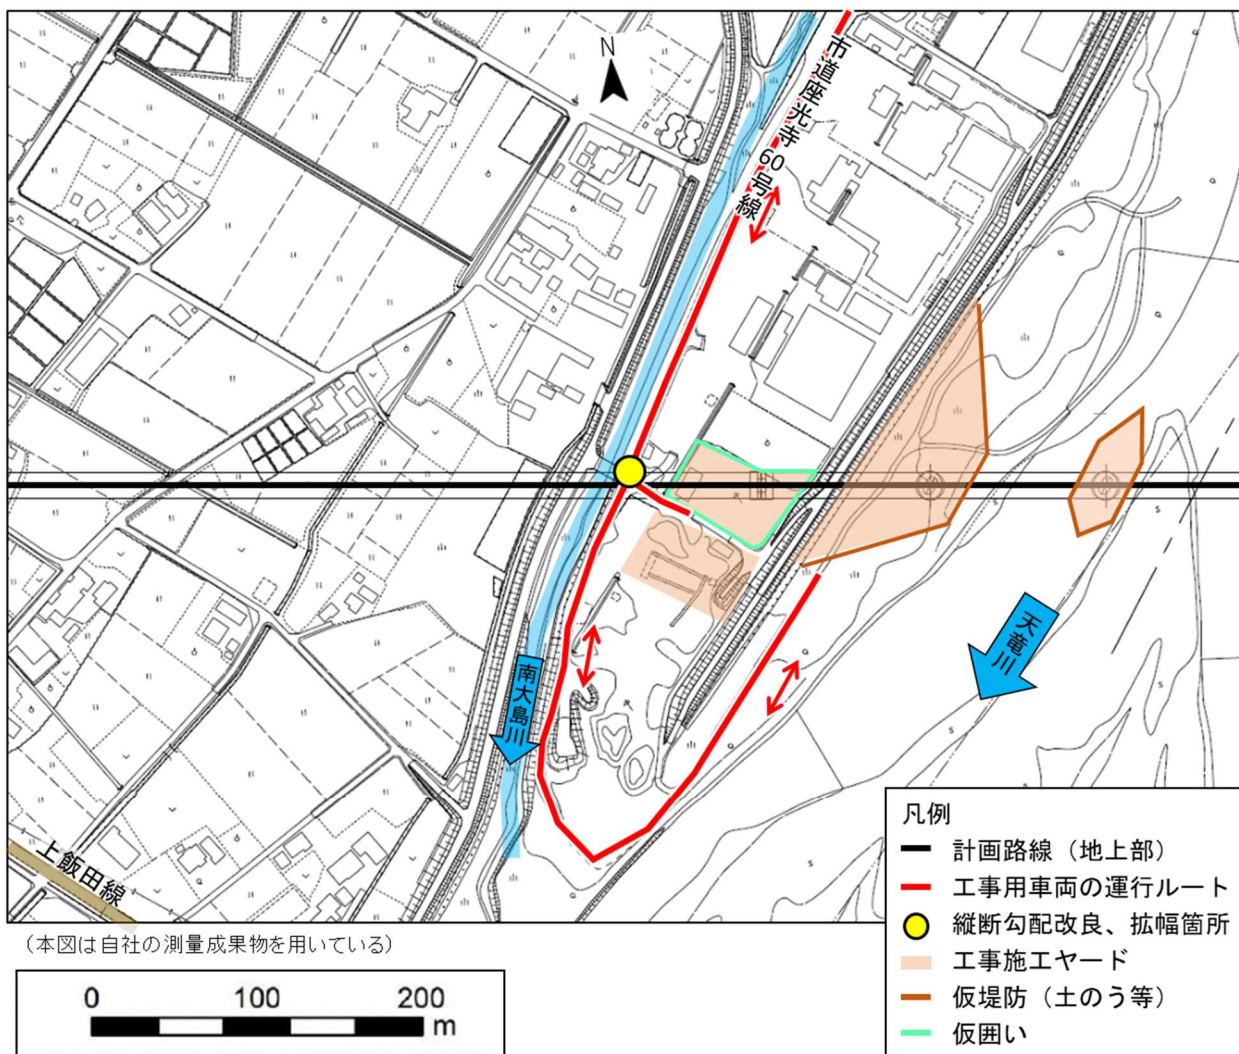 N
市道座光寺60号線
南大島川
天竜川
上飯田線
凡例
計画路線（地上部）
工事用車両の運行ルート
縦断勾配改良、拡幅箇所
工事施工ヤード
仮堤防（土のう等）
仮囲い
（本図は自社の測量成果物を用いている）
0 100 200
m